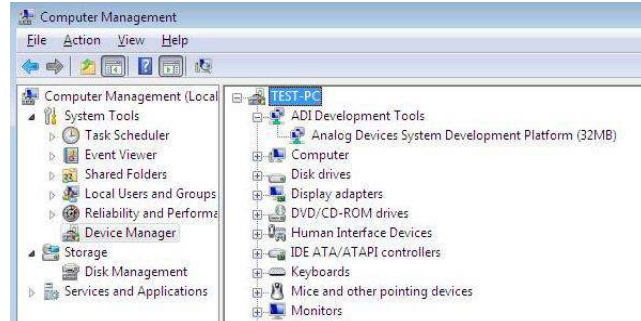 Computer Management
File Action View Help
Computer Management (Local
System Tools
Task Scheduler
Event Viewer
Shared Folders
Local Users and Groups
Reliability and Performa
Device Manager
Storage
Disk Management
Services and Applications
TEST-PC
ADI Development Tools
Analog Devices System Development Platform (32MB)
Computer
Disk drives
Display adapters
DVD/CD-ROM drives
Human Interface Devices
IDE ATA/ATAPI controllers
Keyboards
Mice and other pointing devices
Monitors